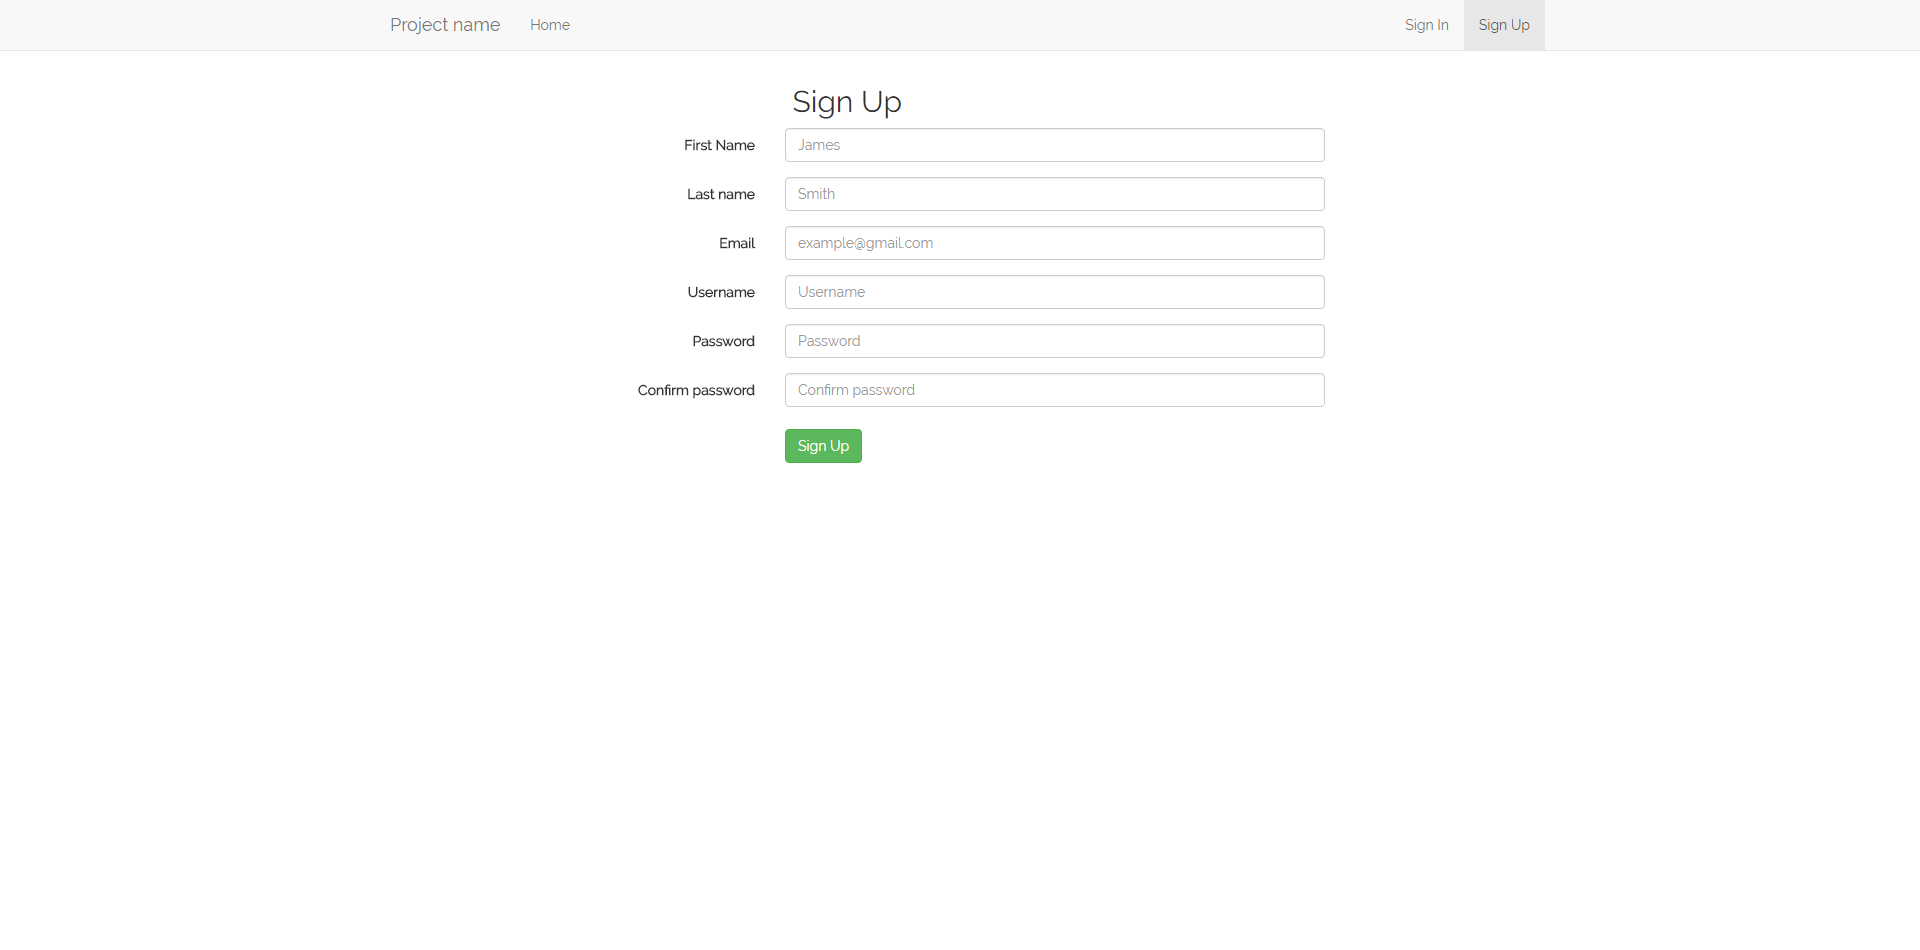 Project name Home Sign In Sign Up
Sign Up
First Name James
Last name Smith
Email example@gmail.com
Username Username
Password Password
Confirm password Confirm password
Sign Up